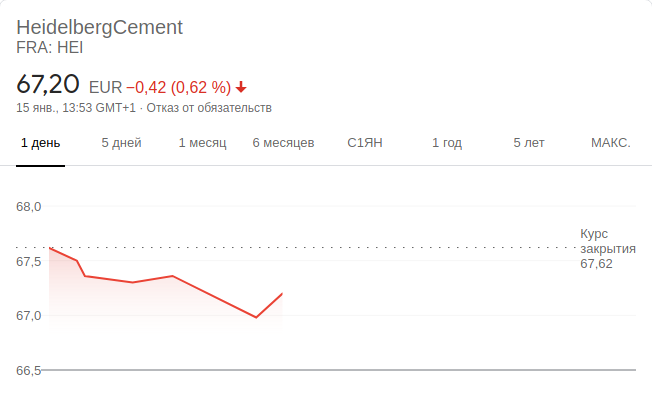 HeidelbergCement
FRA: HEI
67,20 EUR −0,42 (0,62 %)
15 янв., 13:53 GMT+1 · Отказ от обязательств
1 день 5 дней 1 месяц 6 месяцев С1ЯН 1 год 5 лет МАКС.
68,0
Курс
закрытия
67,62
67,5
67,0
66,5